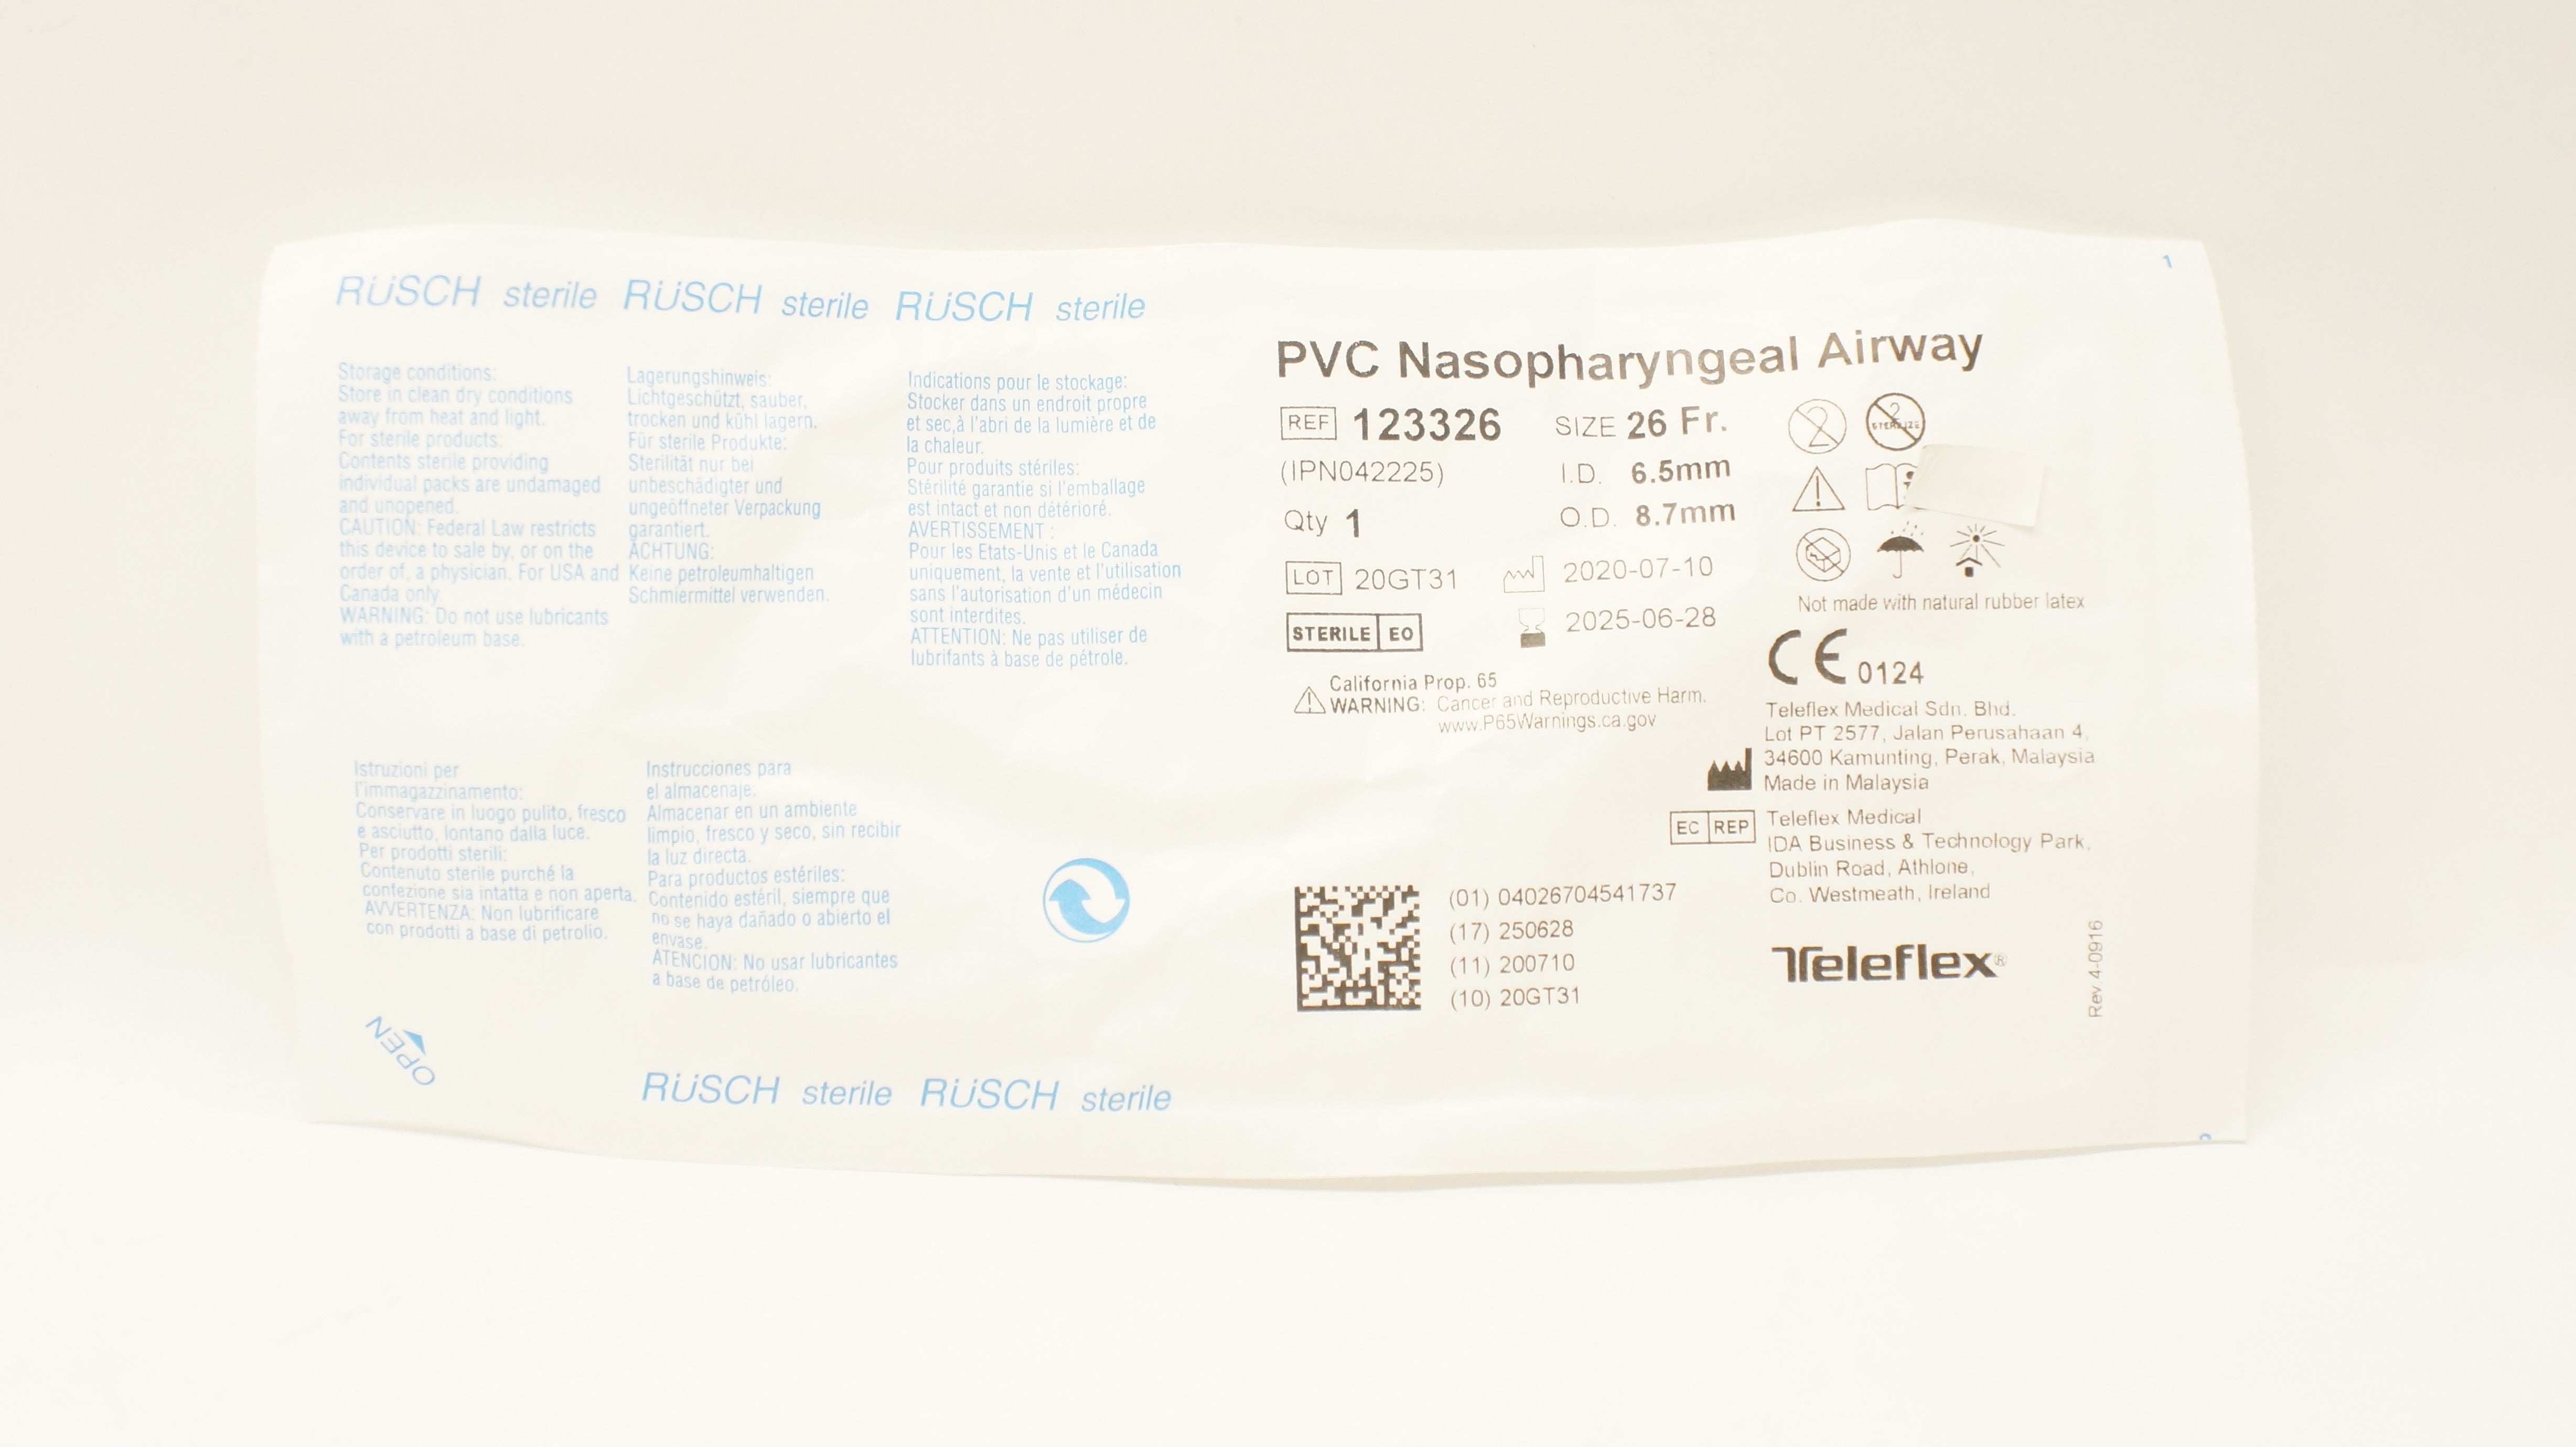 RÜSCH sterile RÜSCH sterile RÜSCH sterile
Storage conditions:
Store in clean dry conditions
away from heat and light.
For sterile products:
Contents sterile providing
individual packs are undamaged
and unopened.
CAUTION: Federal Law restricts
this device to sale by, or on the
order of, a physician. For USA and
Canada only.
WARNING: Do not use lubricants
with a petroleum base.
Lagerungshinweis:
Lichtgeschützt, sauber,
trocken und kühl lagern.
Für sterile Produkte:
Sterilität nur bei
unbeschädigter und
ungeöffneter Verpackung
garantiert.
ACHTUNG:
Keine petroleumhaltigen
Schmiermittel verwenden.
Indications pour le stockage:
Stocker dans un endroit propre
et sec,à l'abri de la lumière et de
la chaleur.
Pour produits stériles:
Stérilité garantie si l'emballage
est intact et non détérioré.
AVERTISSEMENT :
Pour les Etats-Unis et le Canada
uniquement, la vente et l'utilisation
sans l'autorisation d'un médecin
sont interdites.
ATTENTION: Ne pas utiliser de
lubrifants à base de pétrole.
Istruzioni per
l'immagazzinamento:
Conservare in luogo pulito, fresco
e asciutto, lontano dalla luce.
Per prodotti sterili:
Contenuto sterile purché la
confezione sia intatta e non aperta.
AVVERTENZA: Non lubrificare
con prodotti a base di petrolio.
Instrucciones para
el almacenaje:
Almacenar en un ambiente
limpio, fresco y seco, sin recibir
la luz directa.
Para productos estériles:
Contenido estéril, siempre que
no se haya dañado o abierto el
envase.
ATENCION: No usar lubricantes
a base de petróleo.
OPEN
RÜSCH sterile RÜSCH sterile
1
PVC Nasopharyngeal Airway
REF 123326 SIZE 26 Fr.
(IPN042225) I.D. 6.5mm
Qty 1 O.D. 8.7mm
LOT 20GT31 2020-07-10
STERILE EO 2025-06-28
California Prop. 65
WARNING: Cancer and Reproductive Harm.
www.P65Warnings.ca.gov
2
2
STERILIZE
Not made with natural rubber latex
CE 0124
Teleflex Medical Sdn. Bhd.
Lot PT 2577, Jalan Perusahaan 4,
34600 Kamunting, Perak, Malaysia
Made in Malaysia
EC REP
Teleflex Medical
IDA Business & Technology Park,
Dublin Road, Athlone,
Co. Westmeath, Ireland
(01) 04026704541737
(17) 250628
(11) 200710
(10) 20GT31
Teleflex®
Rev. 4-0916